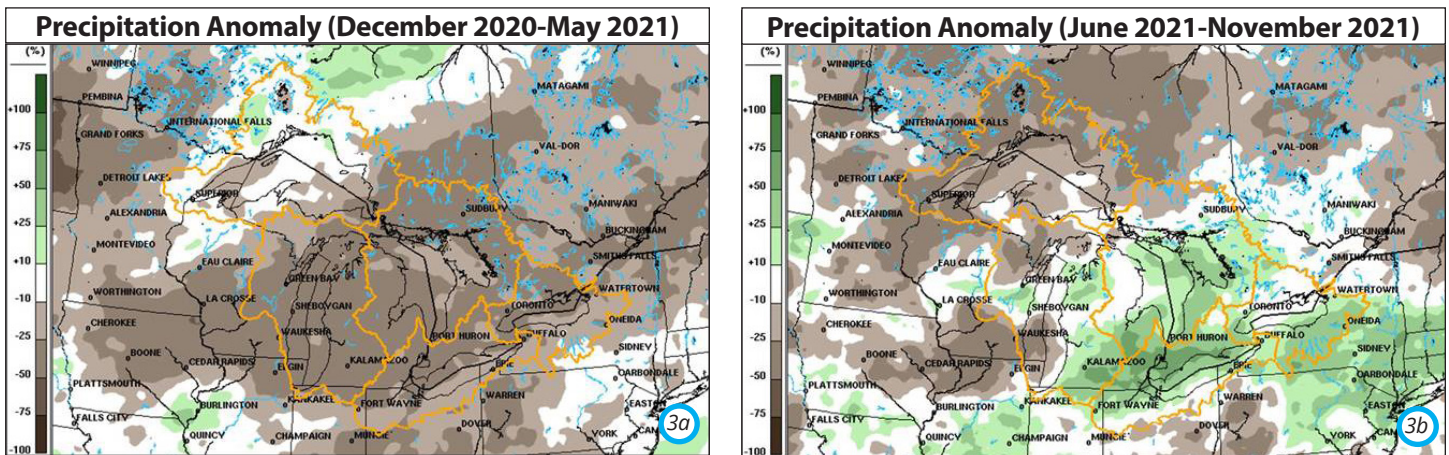 Precipitation Anomaly (December 2020-May 2021)
(%)
+100
+75
+50
+25
+10
-10
-25
-50
-75
-100
WINNIPEG
PEMBINA
INTERNATIONAL FALLS
GRAND FORKS
DETROIT LAKES
SUPERIOR
ALEXANDRIA
MONTEVIDEO
EAU CLAIRE
WORTHINGTON
LA CROSSE
CHEROKEE
BOONE
CEDAR RAPIDS
PLATTSMOUTH
FALLS CITY
BURLINGTON
QUINCY
GREEN BAY
SHEBOYGAN
WAUKESHA
ELGIN
KALAMAZOO
KANKAKEE
CHAMPAIGN
FORT WAYNE
MUNCIE
PORT HURON
MATAGAMI
VAL-DOR
SUDBURY
MANIWAKI
BUCKINGHAM
SMITHS FALLS
WATERTOWN
TORONTO
BUFFALO
ONEIDA
SIDNEY
ERIE
CARBONDALE
WARREN
EASTON
DOVER
YORK
CAN
3a
Precipitation Anomaly (June 2021-November 2021)
(%)
+100
+75
+50
+25
+10
-10
-25
-50
-75
-100
WINNIPEG
PEMBINA
INTERNATIONAL FALLS
GRAND FORKS
DETROIT LAKES
SUPERIOR
ALEXANDRIA
MONTEVIDEO
EAU CLAIRE
WORTHINGTON
LA CROSSE
CHEROKEE
BOONE
CEDAR RAPIDS
PLATTSMOUTH
FALLS CITY
BURLINGTON
QUINCY
GREEN BAY
SHEBOYGAN
WAUKESHA
ELGIN
KALAMAZOO
KANKAKEE
CHAMPAIGN
FORT WAYNE
MUNCIE
PORT HURON
MATAGAMI
VAL-DOR
SUDBURY
MANIWAKI
BUCKINGHAM
SMITHS FALLS
WATERTOWN
TORONTO
BUFFALO
ONEIDA
SIDNEY
ERIE
CARBONDALE
WARREN
EASTON
DOVER
YORK
CAN
3b